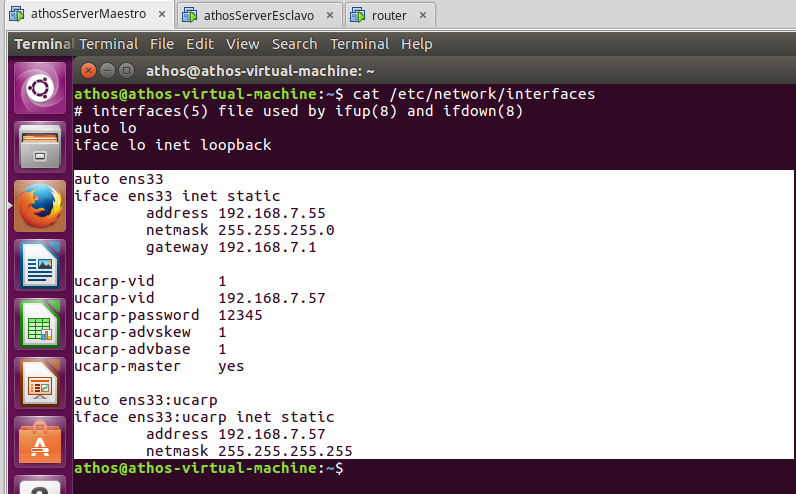 athosServerMaestro × athosServerEsclavo × router ×
Terminal Terminal File Edit View Search Terminal Help
athos@athos-virtual-machine: ~
athos@athos-virtual-machine:~$ cat /etc/network/interfaces
# interfaces(5) file used by ifup(8) and ifdown(8)
auto lo
iface lo inet loopback
auto ens33
iface ens33 inet static
address 192.168.7.55
netmask 255.255.255.0
gateway 192.168.7.1
ucarp-vid 1
ucarp-vid 192.168.7.57
ucarp-password 12345
ucarp-advskew 1
ucarp-advbase 1
ucarp-master yes
auto ens33:ucarp
iface ens33:ucarp inet static
address 192.168.7.57
netmask 255.255.255.255
athos@athos-virtual-machine:~$